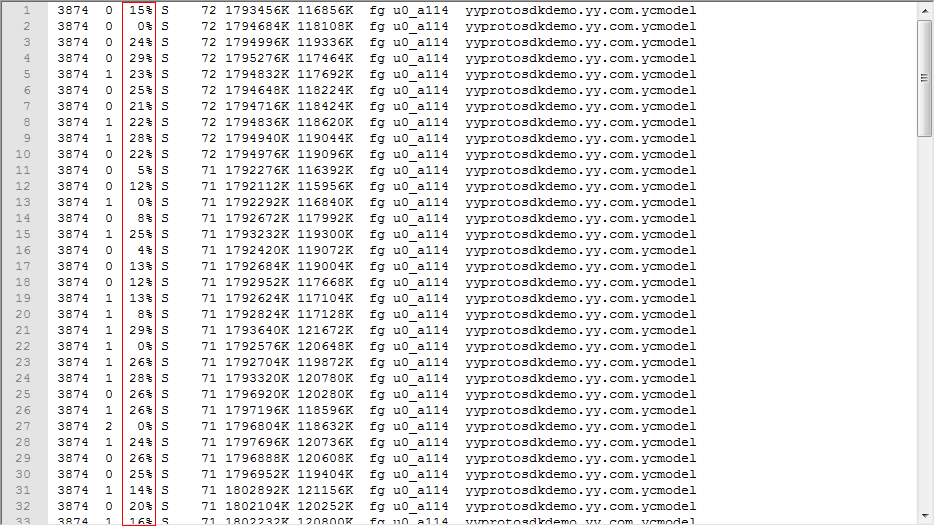 1 3874 0 15% S 72 1793456K 116856K fg u0_a114 yyprotosdkdemo.yy.com.ycmodel
2 3874 0 0% S 72 1794684K 118108K fg u0_a114 yyprotosdkdemo.yy.com.ycmodel
3 3874 0 24% S 72 1794996K 119336K fg u0_a114 yyprotosdkdemo.yy.com.ycmodel
4 3874 0 29% S 72 1795276K 117464K fg u0_a114 yyprotosdkdemo.yy.com.ycmodel
5 3874 1 23% S 72 1794832K 117692K fg u0_a114 yyprotosdkdemo.yy.com.ycmodel
6 3874 0 25% S 72 1794648K 118224K fg u0_a114 yyprotosdkdemo.yy.com.ycmodel
7 3874 0 21% S 72 1794716K 118424K fg u0_a114 yyprotosdkdemo.yy.com.ycmodel
8 3874 1 22% S 72 1794836K 118620K fg u0_a114 yyprotosdkdemo.yy.com.ycmodel
9 3874 1 28% S 72 1794940K 119044K fg u0_a114 yyprotosdkdemo.yy.com.ycmodel
10 3874 0 22% S 72 1794976K 119096K fg u0_a114 yyprotosdkdemo.yy.com.ycmodel
11 3874 0 5% S 71 1792276K 116392K fg u0_a114 yyprotosdkdemo.yy.com.ycmodel
12 3874 0 12% S 71 1792112K 115956K fg u0_a114 yyprotosdkdemo.yy.com.ycmodel
13 3874 1 0% S 71 1792292K 116840K fg u0_a114 yyprotosdkdemo.yy.com.ycmodel
14 3874 0 8% S 71 1792672K 117992K fg u0_a114 yyprotosdkdemo.yy.com.ycmodel
15 3874 1 25% S 71 1793232K 119300K fg u0_a114 yyprotosdkdemo.yy.com.ycmodel
16 3874 0 4% S 71 1792420K 119072K fg u0_a114 yyprotosdkdemo.yy.com.ycmodel
17 3874 0 13% S 71 1792684K 119004K fg u0_a114 yyprotosdkdemo.yy.com.ycmodel
18 3874 0 12% S 71 1792952K 117668K fg u0_a114 yyprotosdkdemo.yy.com.ycmodel
19 3874 1 13% S 71 1792624K 117104K fg u0_a114 yyprotosdkdemo.yy.com.ycmodel
20 3874 1 8% S 71 1792824K 117128K fg u0_a114 yyprotosdkdemo.yy.com.ycmodel
21 3874 1 29% S 71 1793640K 121672K fg u0_a114 yyprotosdkdemo.yy.com.ycmodel
22 3874 1 0% S 71 1792576K 120648K fg u0_a114 yyprotosdkdemo.yy.com.ycmodel
23 3874 1 26% S 71 1792704K 119872K fg u0_a114 yyprotosdkdemo.yy.com.ycmodel
24 3874 1 28% S 71 1793320K 120780K fg u0_a114 yyprotosdkdemo.yy.com.ycmodel
25 3874 0 26% S 71 1796920K 120280K fg u0_a114 yyprotosdkdemo.yy.com.ycmodel
26 3874 1 26% S 71 1797196K 118596K fg u0_a114 yyprotosdkdemo.yy.com.ycmodel
27 3874 2 0% S 71 1796804K 118632K fg u0_a114 yyprotosdkdemo.yy.com.ycmodel
28 3874 1 24% S 71 1797696K 120736K fg u0_a114 yyprotosdkdemo.yy.com.ycmodel
29 3874 0 26% S 71 1796888K 120608K fg u0_a114 yyprotosdkdemo.yy.com.ycmodel
30 3874 0 25% S 71 1796952K 119404K fg u0_a114 yyprotosdkdemo.yy.com.ycmodel
31 3874 1 14% S 71 1802892K 121156K fg u0_a114 yyprotosdkdemo.yy.com.ycmodel
32 3874 0 20% S 71 1802104K 120252K fg u0_a114 yyprotosdkdemo.yy.com.ycmodel
33 3874 1 16% S 71 1802232K 120800K fg u0_a114 yyprotosdkdemo.yy.com.ycmodel